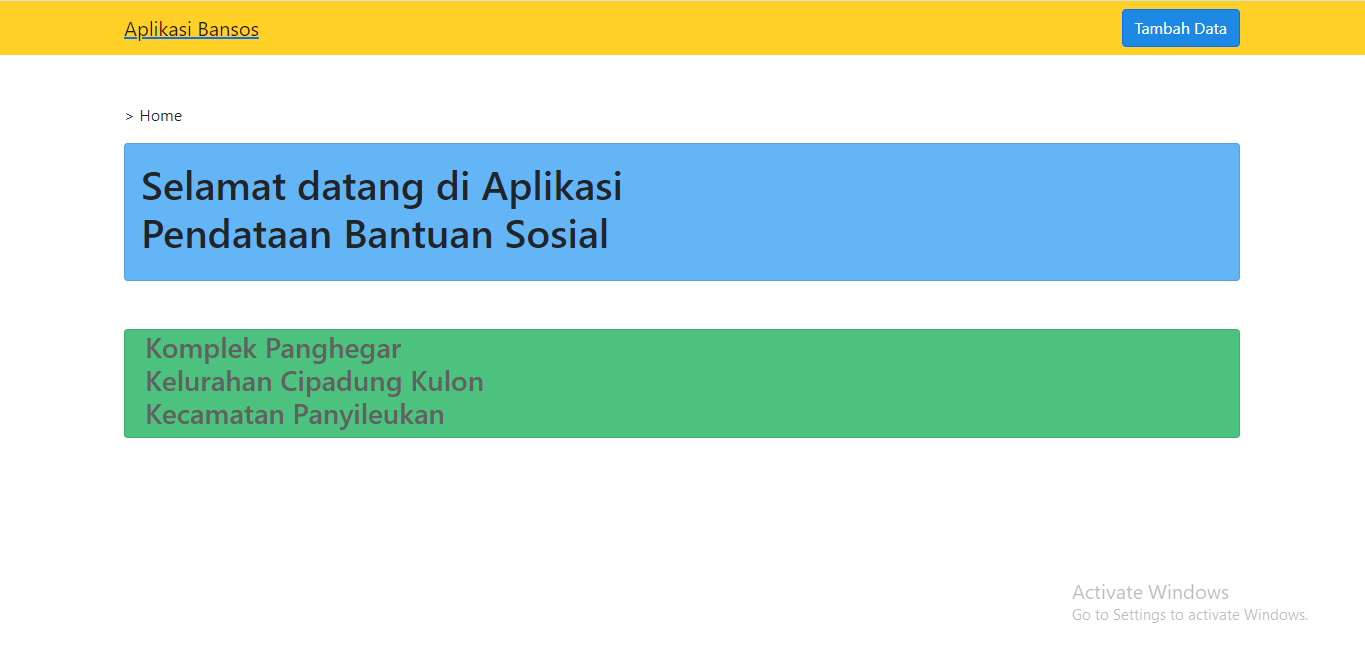 Aplikasi Bansos
Tambah Data
> Home
Selamat datang di Aplikasi
Pendataan Bantuan Sosial
Komplek Panghegar
Kelurahan Cipadung Kulon
Kecamatan Panyileukan
Activate Windows
Go to Settings to activate Windows.